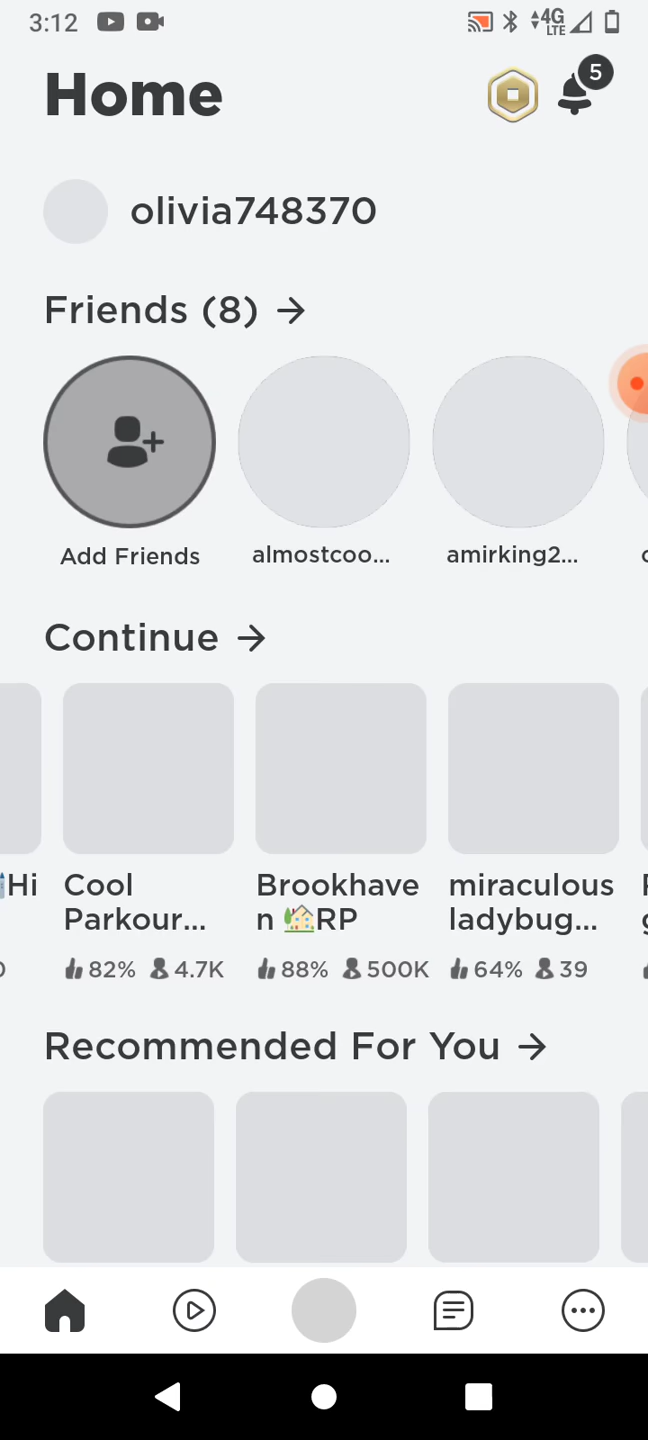 3:12
4G
LTE
Home
5
olivia748370
Friends (8) →
Add Friends
almostcoo...
amirking2...
Continue →
Hi
Cool
Parkour...
82% 4.7K
Brookhave
n 🏡RP
88% 500K
miraculous
ladybug...
64% 39
Recommended For You →